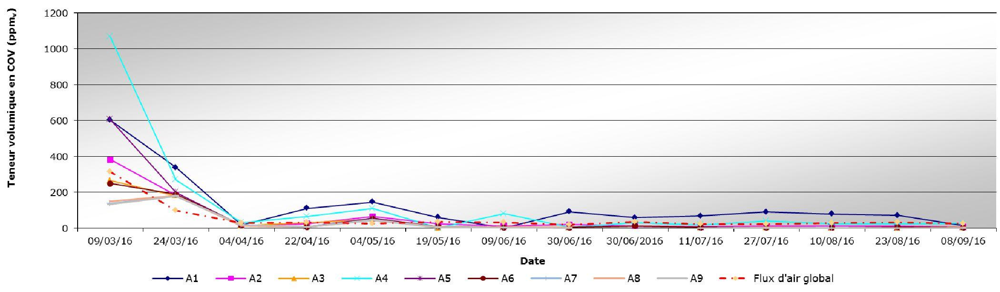 Teneur volumique en COV (ppmv)
1200
1000
800
600
400
200
0
09/03/16 24/03/16 04/04/16 22/04/16 04/05/16 19/05/16 09/06/16 30/06/16 30/06/2016 11/07/16 27/07/16 10/08/16 23/08/16 08/09/16
Date
A1 A2 A3 A4 A5 A6 A7 A8 A9 Flux d'air global